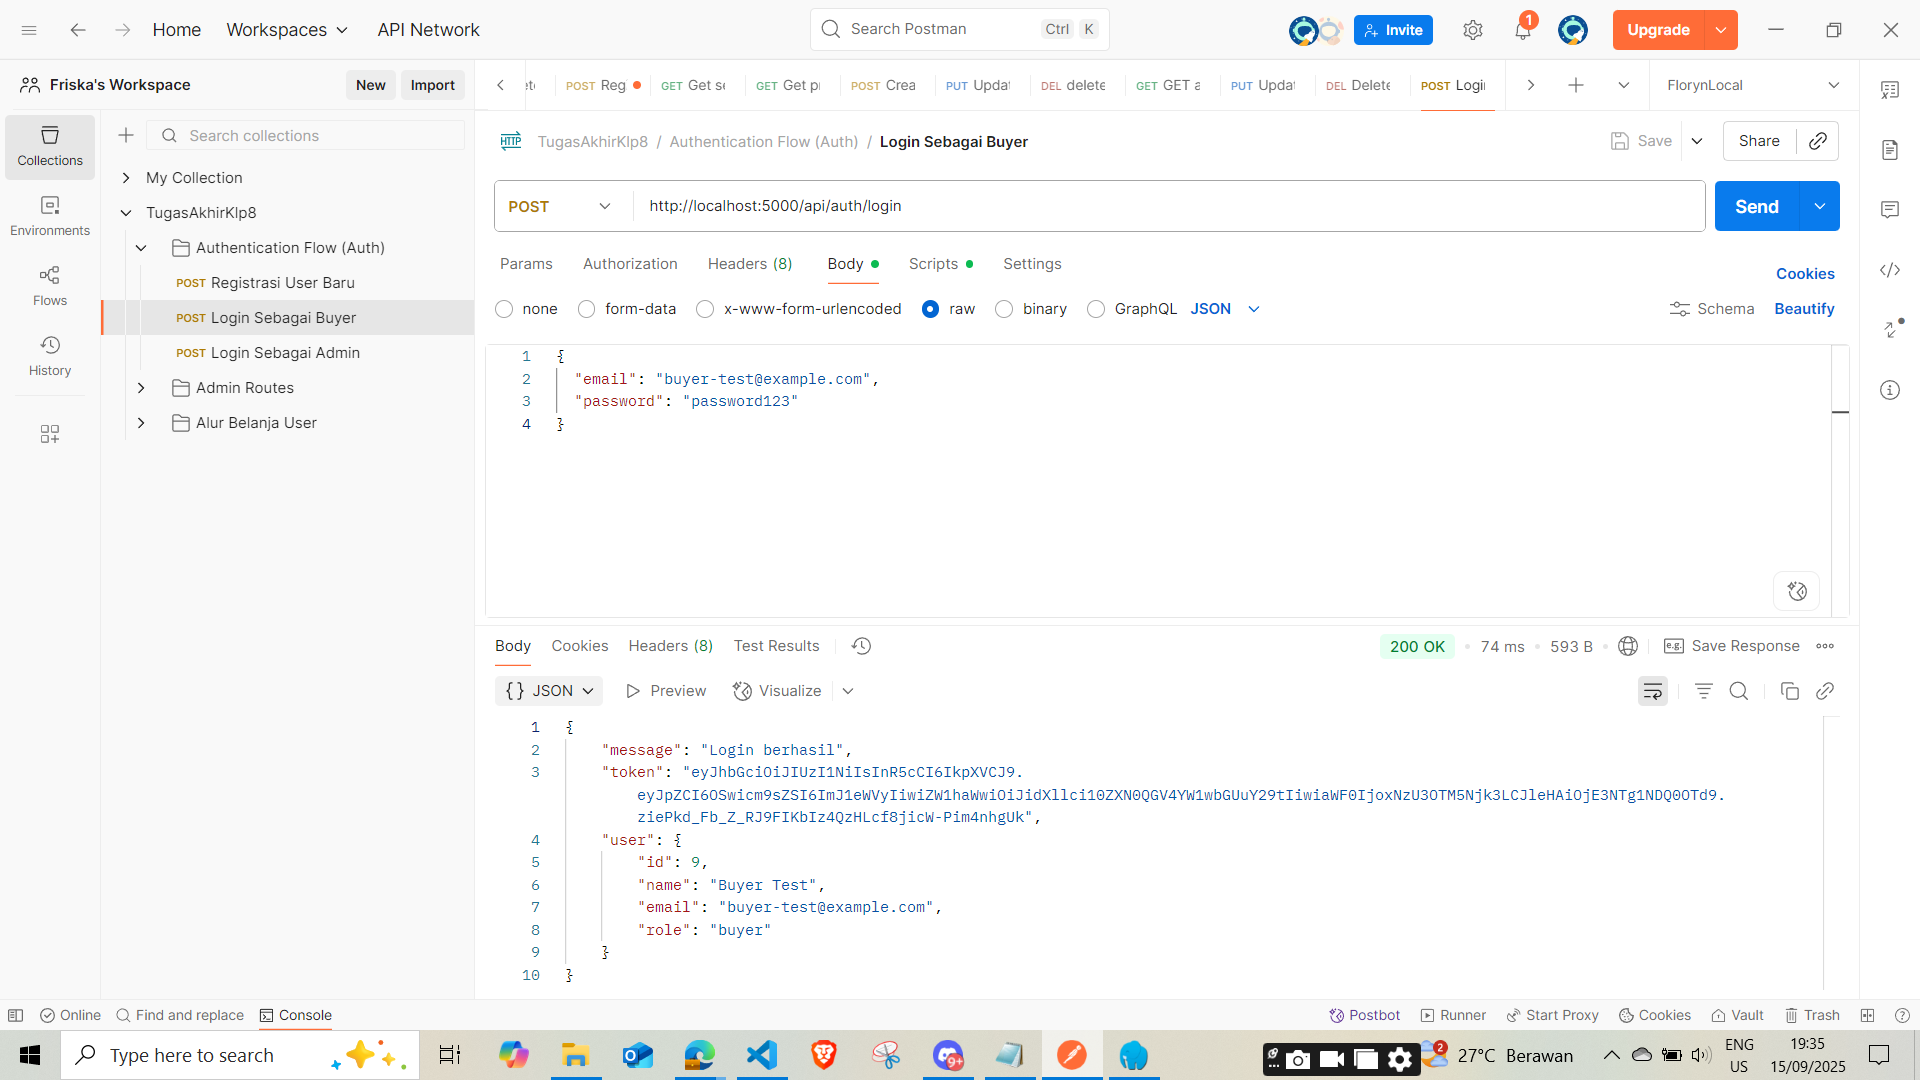 Home
Workspaces
API Network
Search Postman
Ctrl
K
Invite
1
Upgrade
Friska's Workspace
New
Import
POST Reg
GET Get se
GET Get p
POST Crea
PUT Updat
DEL delete
GET GET a
PUT Updat
DEL Delete
POST Logi
FlorynLocal
Collections
Environments
Flows
History
Search collections
My Collection
TugasAkhirKlp8
Authentication Flow (Auth)
POST Registrasi User Baru
POST Login Sebagai Buyer
POST Login Sebagai Admin
Admin Routes
Alur Belanja User
HTTP TugasAkhirKlp8 / Authentication Flow (Auth) / Login Sebagai Buyer
Save
Share
POST
http://localhost:5000/api/auth/login
Send
Params
Authorization
Headers (8)
Body
Scripts
Settings
Cookies
none
form-data
x-www-form-urlencoded
raw
binary
GraphQL
JSON
Schema
Beautify
1 {
2 "email": "buyer-test@example.com",
3 "password": "password123"
4 }
Body
Cookies
Headers (8)
Test Results
200 OK
74 ms
593 B
e.g. Save Response
{} JSON
Preview
Visualize
1 {
2 "message": "Login berhasil",
3 "token": "eyJhbGciOiJIUzI1NiIsInR5cCI6IkpXVCJ9.
eyJpZCI6OSwicm9sZSI6ImJ1eWVyIiwiZW1haWwiOiJidXllci10ZXN0QGV4YW1wbGUuY29tIiwiaWF0IjoxNzU3OTM5Njk3LCJleHAiOjE3NTg1NDQ0OTd9.
ziePkd_Fb_Z_RJ9FIKbIz4QzHLcf8jicW-Pim4nhgUk",
4 "user": {
5 "id": 9,
6 "name": "Buyer Test",
7 "email": "buyer-test@example.com",
8 "role": "buyer"
9 }
10 }
Online
Find and replace
Console
Postbot
Runner
Start Proxy
Cookies
Vault
Trash
Type here to search
9+
2
27°C Berawan
ENG
US
19:35
15/09/2025